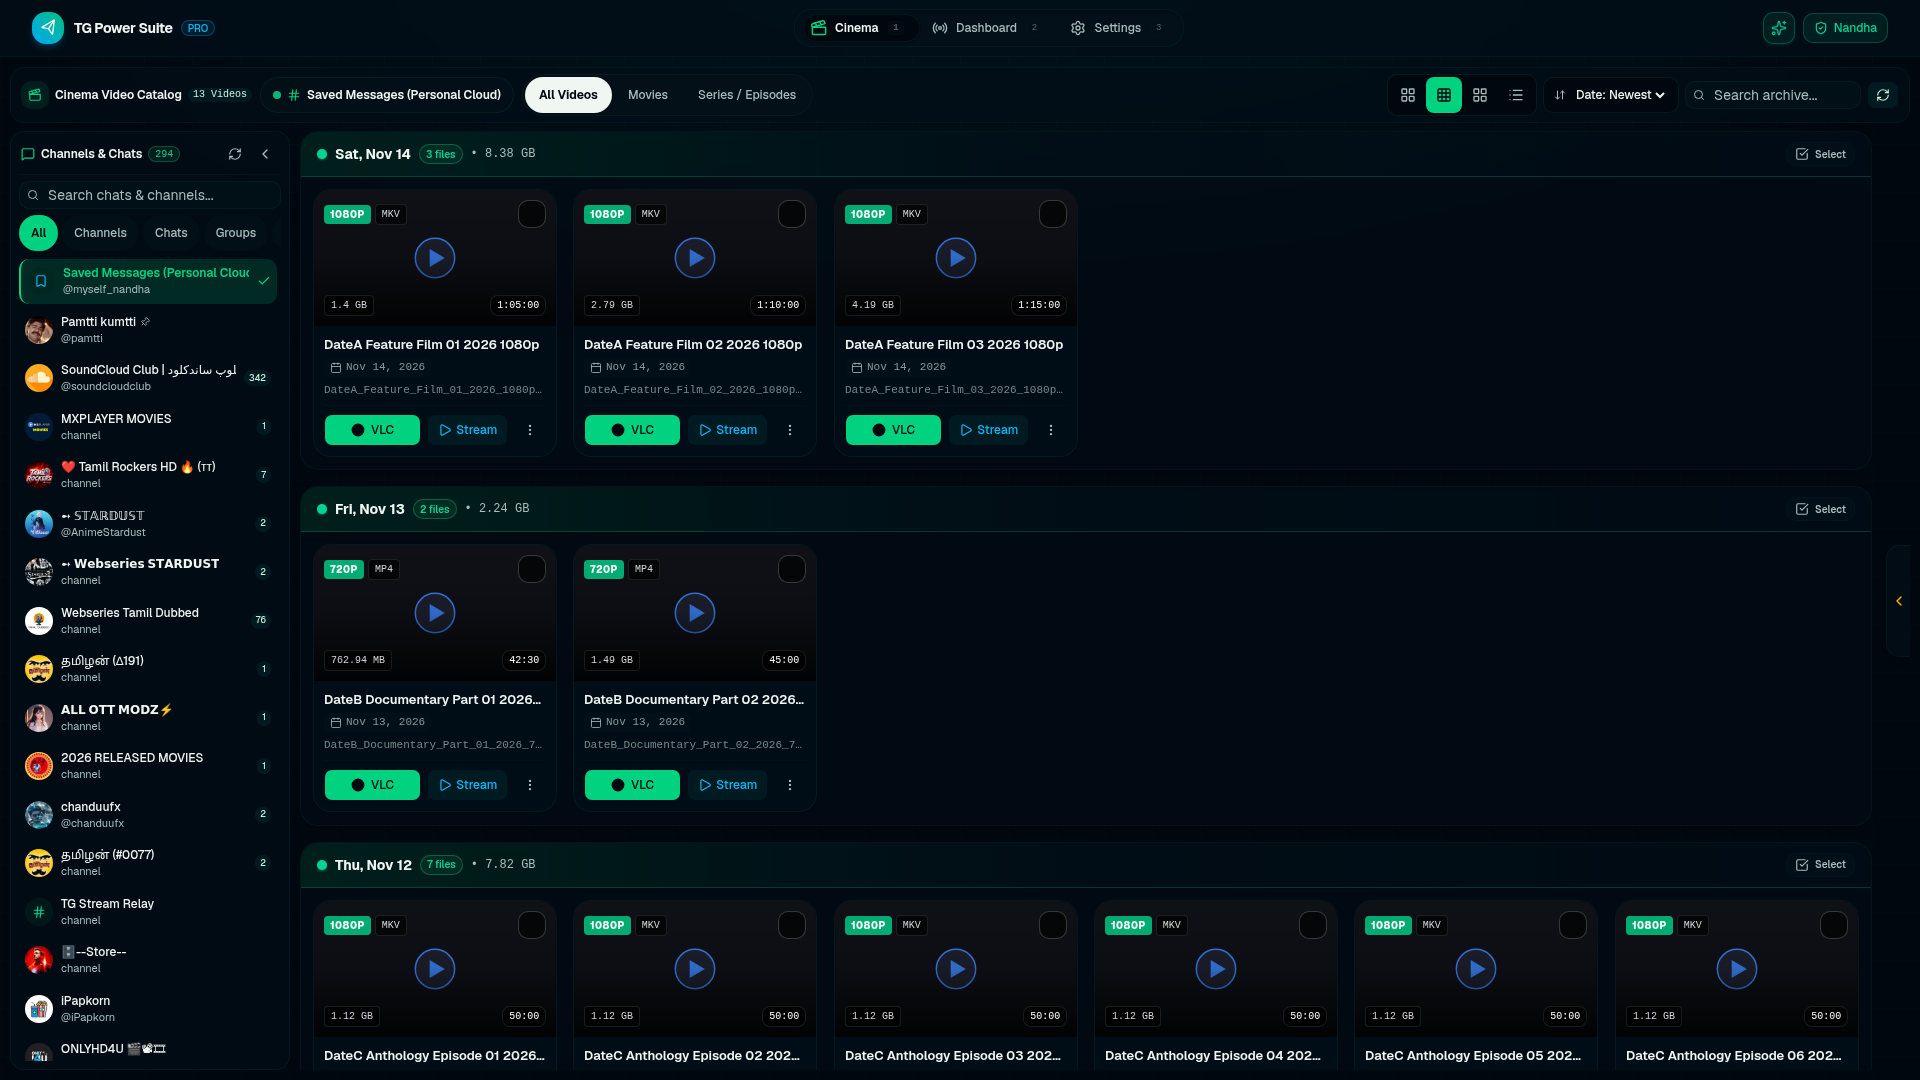 TG Power Suite PRO
Cinema 1 Dashboard 2 Settings 3
Nandha
Cinema Video Catalog 13 Videos
Saved Messages (Personal Cloud)
All Videos Movies Series / Episodes
Date: Newest
Search archive...
Channels & Chats 294
Search chats & channels...
All Channels Chats Groups
Saved Messages (Personal Cloud
@myself_nandha
Pamtti kumtti
@pamtti
SoundCloud Club | لوپ ساندکلود
@soundcloudclub
342
MXPLAYER MOVIES
channel
1
❤️ Tamil Rockers HD 🔥 (тт)
channel
7
➻ 𝕊𝕋𝔸ℝ𝔻𝕌𝕊𝕋
@AnimeStardust
2
➻ Webseries STARDUST
channel
2
Webseries Tamil Dubbed
channel
76
தமிழன் (Δ191)
channel
1
ALL OTT MODZ⚡
channel
1
2026 RELEASED MOVIES
channel
1
chanduufx
@chanduufx
2
தமிழன் (#0077)
channel
2
TG Stream Relay
channel
🗄️--Store--
channel
iPapkorn
@iPapkorn
ONLYHD4U 🎬📽🎞
Sat, Nov 14 3 files • 8.38 GB
Select
1080P MKV
1.4 GB 1:05:00
DateA Feature Film 01 2026 1080p
Nov 14, 2026
DateA_Feature_Film_01_2026_1080p…
VLC Stream
1080P MKV
2.79 GB 1:10:00
DateA Feature Film 02 2026 1080p
Nov 14, 2026
DateA_Feature_Film_02_2026_1080p…
VLC Stream
1080P MKV
4.19 GB 1:15:00
DateA Feature Film 03 2026 1080p
Nov 14, 2026
DateA_Feature_Film_03_2026_1080p…
VLC Stream
Fri, Nov 13 2 files • 2.24 GB
Select
720P MP4
762.94 MB 42:30
DateB Documentary Part 01 2026…
Nov 13, 2026
DateB_Documentary_Part_01_2026_7…
VLC Stream
720P MP4
1.49 GB 45:00
DateB Documentary Part 02 2026…
Nov 13, 2026
DateB_Documentary_Part_02_2026_7…
VLC Stream
Thu, Nov 12 7 files • 7.82 GB
Select
1080P MKV
1.12 GB 50:00
DateC Anthology Episode 01 2026…
1080P MKV
1.12 GB 50:00
DateC Anthology Episode 02 202…
1080P MKV
1.12 GB 50:00
DateC Anthology Episode 03 202…
1080P MKV
1.12 GB 50:00
DateC Anthology Episode 04 202…
1080P MKV
1.12 GB 50:00
DateC Anthology Episode 05 202…
1080P MKV
1.12 GB 50:00
DateC Anthology Episode 06 202…